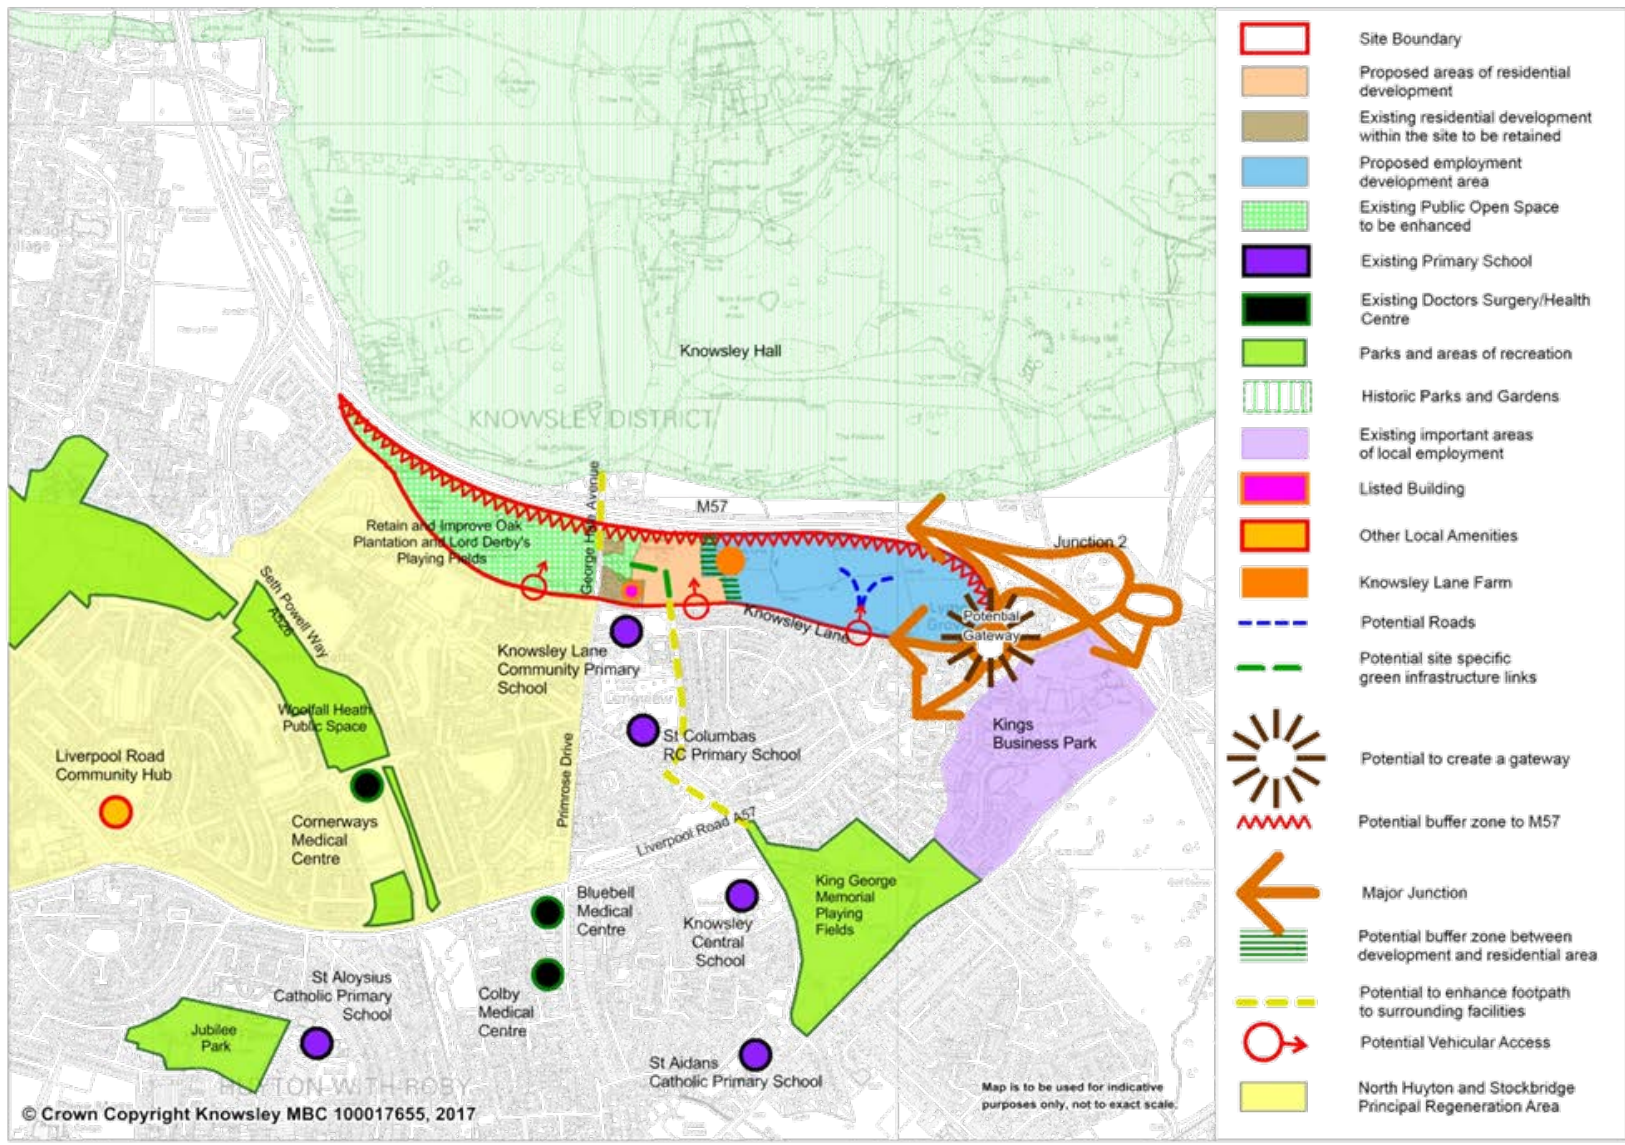 Knowsley Hall
KNOWSLEY DISTRICT
George Hale Avenue
M57
Junction 2
Retain and Improve Oak
Plantation and Lord Derby's
Playing Fields
Seth Powell Way
A526
Knowsley Lane
Potential
Gateway
Knowsley Lane
Community Primary
School
Woolfall Heath
Public Space
St Columbas
RC Primary School
Kings
Business Park
Liverpool Road
Community Hub
Primrose Drive
Cornerways
Medical
Centre
Liverpool Road A57
King George
Memorial
Playing
Fields
Bluebell
Medical
Centre
Knowsley
Central
School
St Aloysius
Catholic Primary
School
Colby
Medical
Centre
Jubilee
Park
St Aidans
Catholic Primary School
Map is to be used for indicative
purposes only, not to exact scale.
© Crown Copyright Knowsley MBC 100017655, 2017
Site Boundary
Proposed areas of residential
development
Existing residential development
within the site to be retained
Proposed employment
development area
Existing Public Open Space
to be enhanced
Existing Primary School
Existing Doctors Surgery/Health
Centre
Parks and areas of recreation
Historic Parks and Gardens
Existing important areas
of local employment
Listed Building
Other Local Amenities
Knowsley Lane Farm
Potential Roads
Potential site specific
green infrastructure links
Potential to create a gateway
Potential buffer zone to M57
Major Junction
Potential buffer zone between
development and residential area
Potential to enhance footpath
to surrounding facilities
Potential Vehicular Access
North Huyton and Stockbridge
Principal Regeneration Area